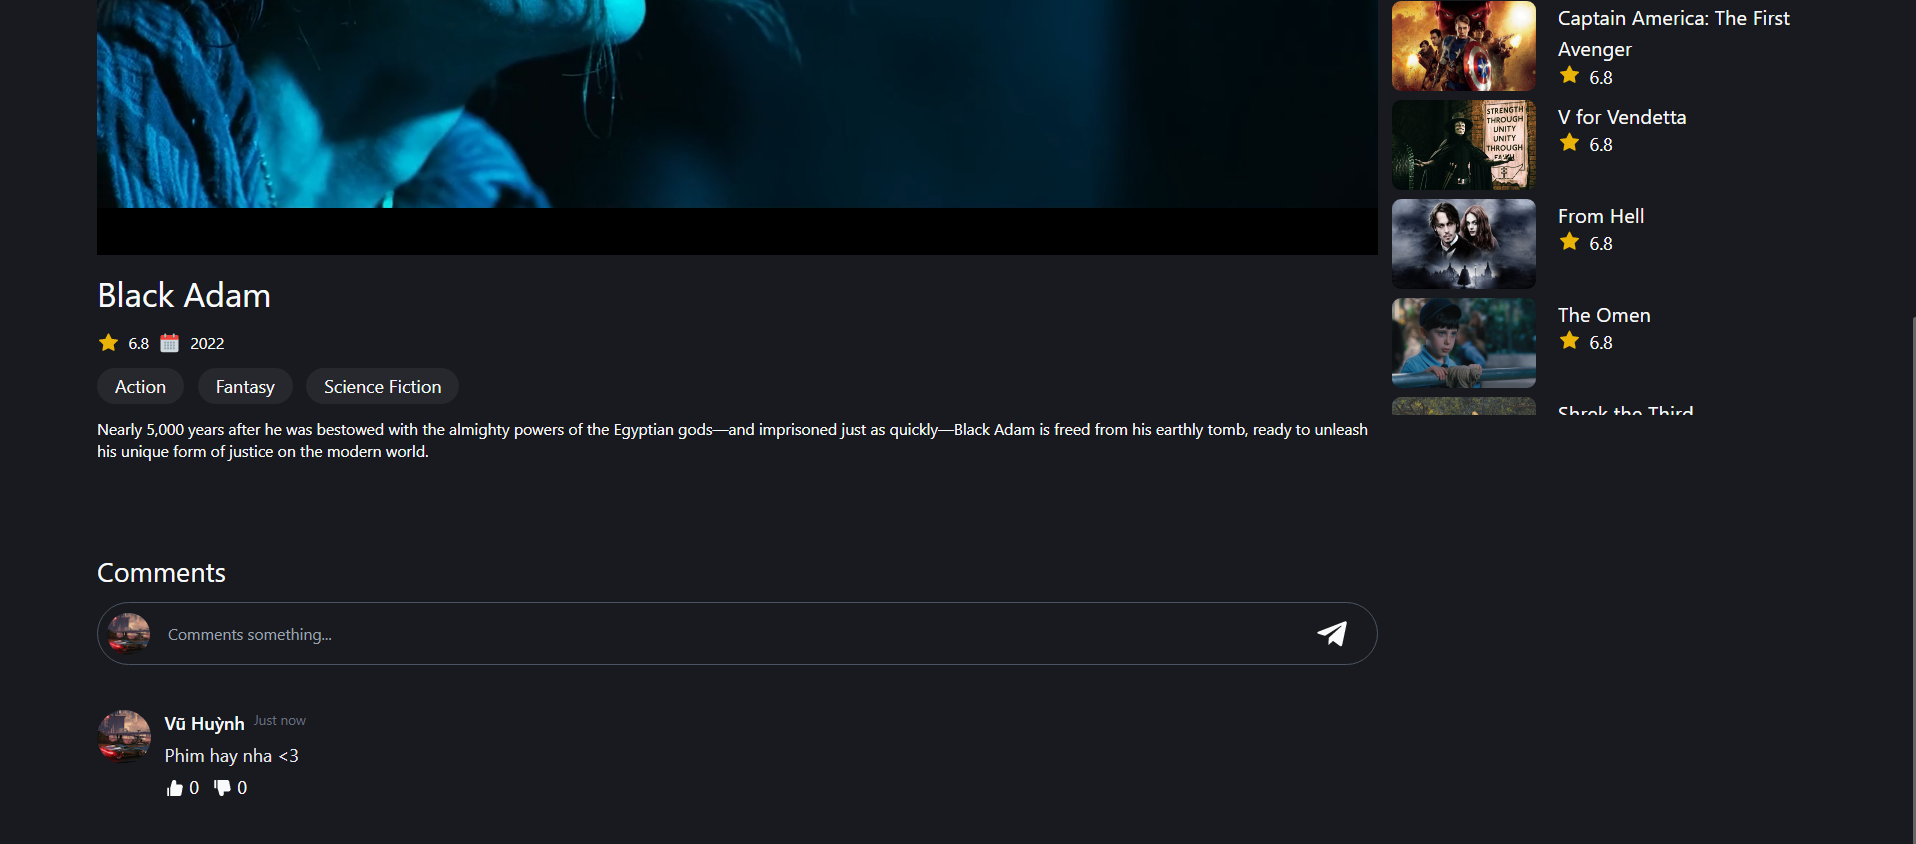 Black Adam
6.8 2022
Action Fantasy Science Fiction
Nearly 5,000 years after he was bestowed with the almighty powers of the Egyptian gods—and imprisoned just as quickly—Black Adam is freed from his earthly tomb, ready to unleash
his unique form of justice on the modern world.
Comments
Comments something...
Vũ Huỳnh Just now
Phim hay nha <3
0 0
Captain America: The First
Avenger
6.8
STRENGTH
THROUGH
UNITY
UNITY
THROUGH
FAITH
V for Vendetta
6.8
From Hell
6.8
The Omen
6.8
Shrek the Third